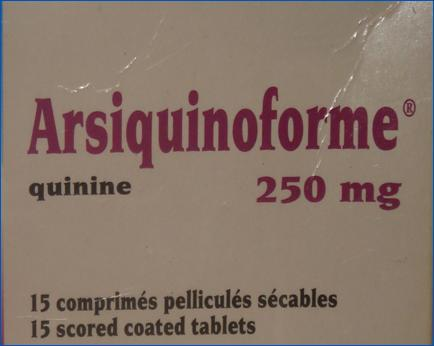 Arsiquinoforme®
quinine 250 mg
15 comprimés pelliculés sécables
15 scored coated tablets